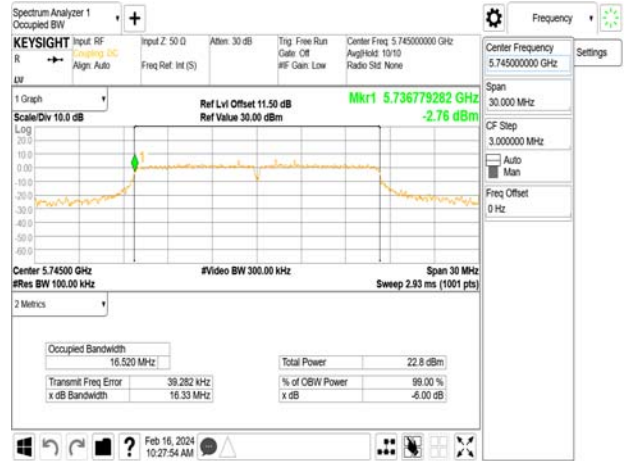 Spectrum Analyzer 1
Occupied BW
Frequency
KEYSIGHT
R
LXI
Input: RF
Coupling: DC
Align: Auto
Input Z: 50 Ω
Freq Ref: Int (S)
Atten: 30 dB
Trig: Free Run
Gate: Off
#IF Gain: Low
Center Freq: 5.745000000 GHz
Avg|Hold: 10/10
Radio Std: None
Center Frequency
5.745000000 GHz
Settings
Span
30.000 MHz
CF Step
3.000000 MHz
Auto
Man
Freq Offset
0 Hz
1 Graph
Scale/Div 10.0 dB
Ref Lvl Offset 11.50 dB
Ref Value 30.00 dBm
Mkr1 5.736779282 GHz
-2.76 dBm
Log
20.0
10.0
0.00
-10.0
-20.0
-30.0
-40.0
-50.0
-60.0
1
Center 5.74500 GHz
#Res BW 100.00 kHz
#Video BW 300.00 kHz
Span 30 MHz
Sweep 2.93 ms (1001 pts)
2 Metrics
Occupied Bandwidth
16.520 MHz
Total Power 22.8 dBm
Transmit Freq Error 39.282 kHz
% of OBW Power 99.00 %
x dB Bandwidth 16.33 MHz
x dB -6.00 dB
?
Feb 16, 2024
10:27:54 AM